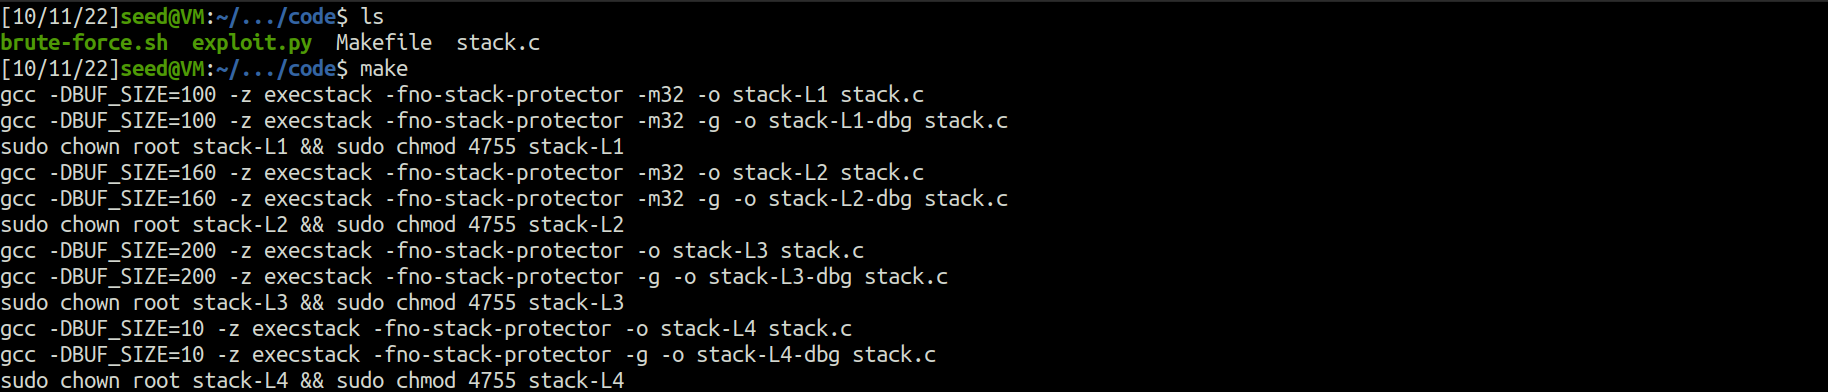 [10/11/22]seed@VM:~/.../code$ ls
brute-force.sh  exploit.py  Makefile  stack.c
[10/11/22]seed@VM:~/.../code$ make
gcc -DBUF_SIZE=100 -z execstack -fno-stack-protector -m32 -o stack-L1 stack.c
gcc -DBUF_SIZE=100 -z execstack -fno-stack-protector -m32 -g -o stack-L1-dbg stack.c
sudo chown root stack-L1 && sudo chmod 4755 stack-L1
gcc -DBUF_SIZE=160 -z execstack -fno-stack-protector -m32 -o stack-L2 stack.c
gcc -DBUF_SIZE=160 -z execstack -fno-stack-protector -m32 -g -o stack-L2-dbg stack.c
sudo chown root stack-L2 && sudo chmod 4755 stack-L2
gcc -DBUF_SIZE=200 -z execstack -fno-stack-protector -o stack-L3 stack.c
gcc -DBUF_SIZE=200 -z execstack -fno-stack-protector -g -o stack-L3-dbg stack.c
sudo chown root stack-L3 && sudo chmod 4755 stack-L3
gcc -DBUF_SIZE=10 -z execstack -fno-stack-protector -o stack-L4 stack.c
gcc -DBUF_SIZE=10 -z execstack -fno-stack-protector -g -o stack-L4-dbg stack.c
sudo chown root stack-L4 && sudo chmod 4755 stack-L4